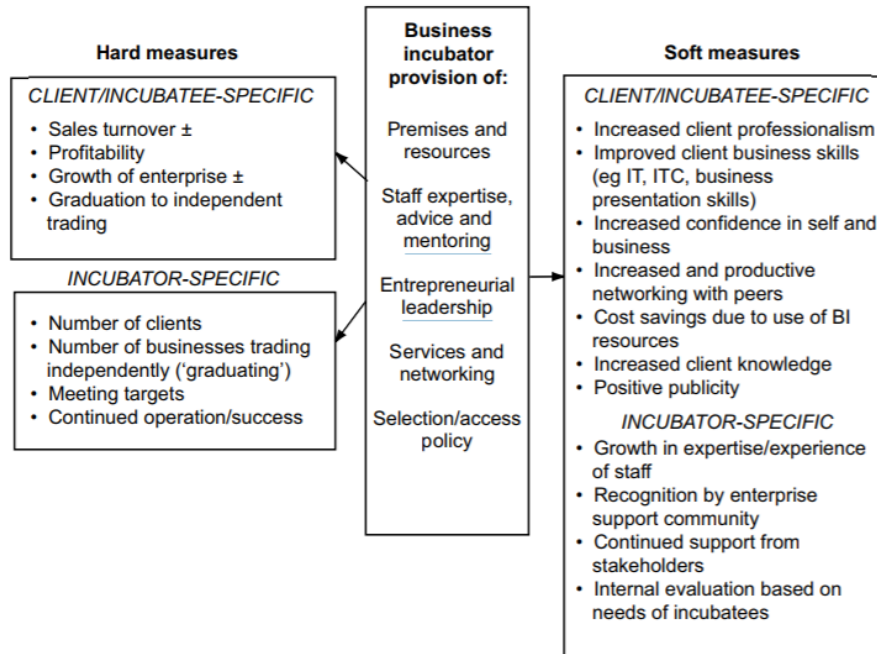 Hard measures
CLIENT/INCUBATEE-SPECIFIC
• Sales turnover ±
• Profitability
• Growth of enterprise ±
• Graduation to independent
trading
INCUBATOR-SPECIFIC
• Number of clients
• Number of businesses trading
independently (‘graduating’)
• Meeting targets
• Continued operation/success
Business
incubator
provision of:
Premises and
resources
Staff expertise,
advice and
mentoring
Entrepreneurial
leadership
Services and
networking
Selection/access
policy
Soft measures
CLIENT/INCUBATEE-SPECIFIC
• Increased client professionalism
• Improved client business skills
(eg IT, ITC, business
presentation skills)
• Increased confidence in self and
business
• Increased and productive
networking with peers
• Cost savings due to use of BI
resources
• Increased client knowledge
• Positive publicity
INCUBATOR-SPECIFIC
• Growth in expertise/experience
of staff
• Recognition by enterprise
support community
• Continued support from
stakeholders
• Internal evaluation based on
needs of incubatees